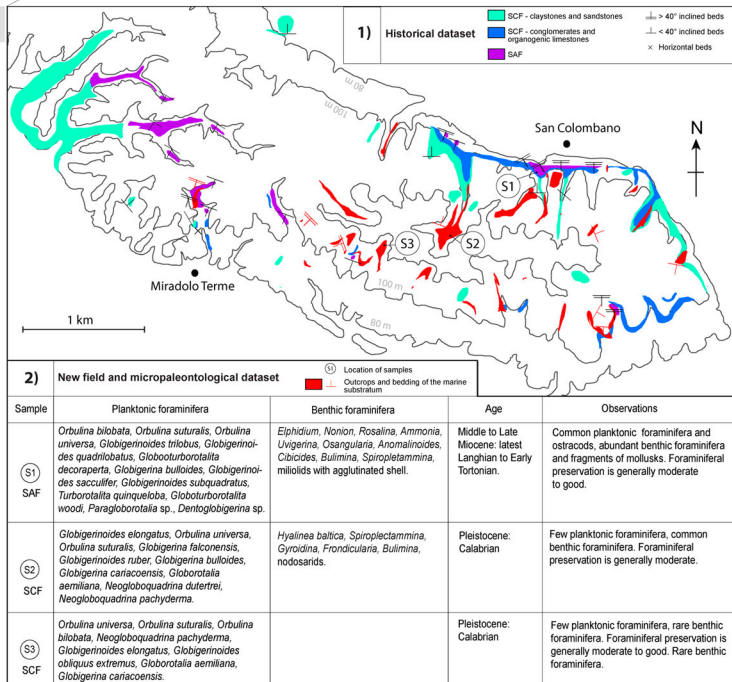 1) Historical dataset
SCF - claystones and sandstones
SCF - conglomerates and
organogenic limestones
SAF
> 40° inclined beds
< 40° inclined beds
Horizontal beds
80 m
100 m
San Colombano
N
S1
S3
S2
Miradolo Terme
100 m
80 m
1 km
2) New field and micropaleontological dataset
S1 Location of samples
Outcrops and bedding of the marine
substratum
Sample
Planktonic foraminifera
Benthic foraminifera
Age
Observations
S1
SAF
Orbulina bilobata, Orbulina suturalis, Orbulina
universa, Globigerinoides trilobus, Globigerinoi-
des quadrilobatus, Globooturborotalita
decoraperta, Globigerina bulloides, Globigerinoi-
des sacculifer, Globigerinoides subquadratus,
Turborotalita quinqueloba, Globoturborotalita
woodi, Paragloborotalia sp., Dentoglobigerina sp.
Elphidium, Nonion, Rosalina, Ammonia,
Uvigerina, Osangularia, Anomalinoides,
Cibicides, Bulimina, Spiropletammina,
miliolids with agglutinated shell.
Middle to Late
Miocene: latest
Langhian to Early
Tortonian.
Common planktonic foraminifera and
ostracods, abundant benthic foraminifera
and fragments of mollusks. Foraminiferal
preservation is generally moderate
to good.
S2
SCF
Globigerinoides elongatus, Orbulina universa,
Orbulina suturalis, Globigerina falconensis,
Globigerinoides ruber, Globigerina bulloides,
Globigerina cariacoensis, Globorotalia
aemiliana, Neogloboquadrina dutertrei,
Neogloboquadrina pachyderma.
Hyalinea baltica, Spiroplectammina,
Gyroidina, Frondicularia, Bulimina,
nodosarids.
Pleistocene:
Calabrian
Few planktonic foraminifera, common
benthic foraminifera. Foraminiferal
preservation is generally moderate.
S3
SCF
Orbulina universa, Orbulina suturalis, Orbulina
bilobata, Neogloboquadrina pachyderma,
Globigerinoides elongatus, Globigerinoides
obliquus extremus, Globorotalia aemiliana,
Globigerina cariacoensis.
Pleistocene:
Calabrian
Few planktonic foraminifera, rare benthic
foraminifera. Foraminiferal preservation is
generally moderate to good. Rare benthic
foraminifera.